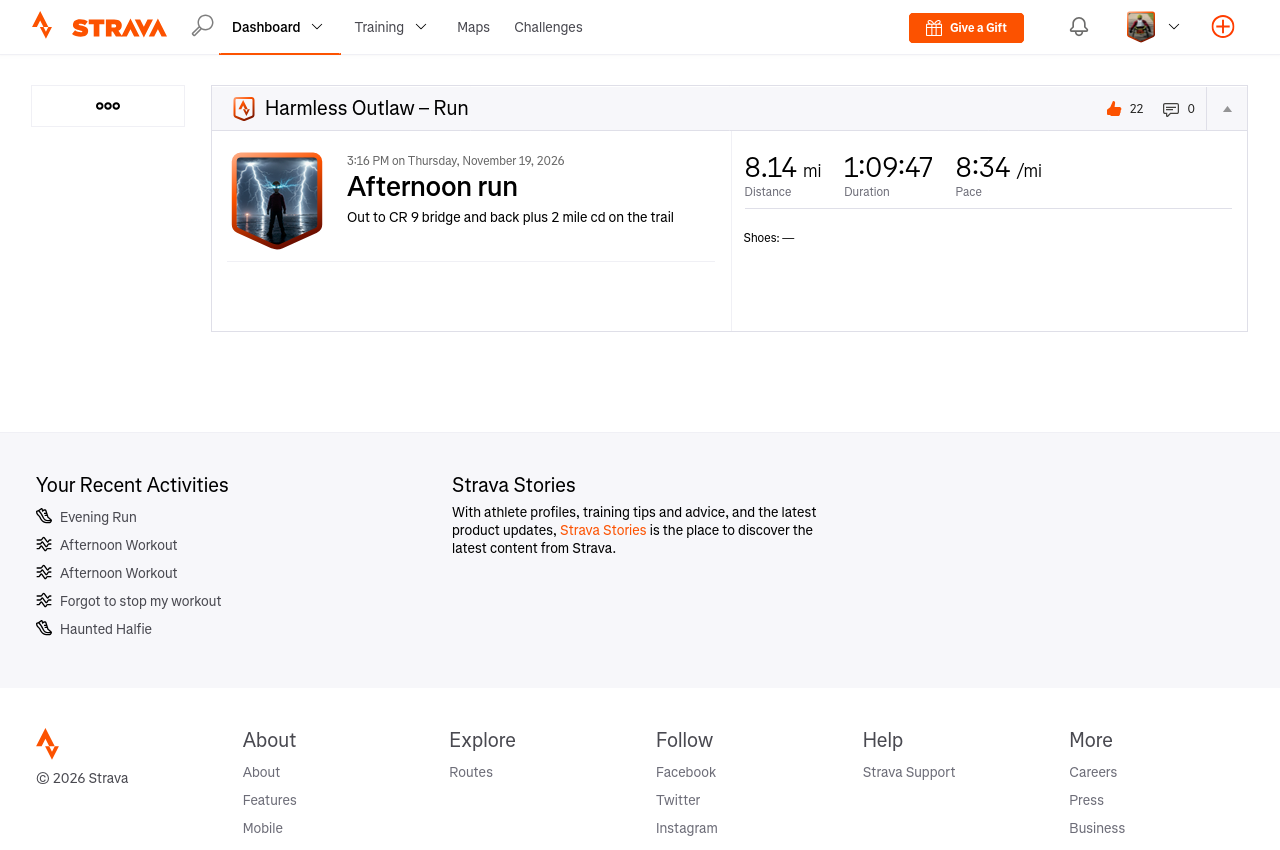 STRAVA
Dashboard
Training
Maps
Challenges
Give a Gift
Harmless Outlaw – Run
22
0
3:16 PM on Thursday, November 19, 2026
Afternoon run
Out to CR 9 bridge and back plus 2 mile cd on the trail
8.14 mi
Distance
1:09:47
Duration
8:34 /mi
Pace
Shoes: —
Your Recent Activities
Evening Run
Afternoon Workout
Afternoon Workout
Forgot to stop my workout
Haunted Halfie
Strava Stories
With athlete profiles, training tips and advice, and the latest
product updates, Strava Stories is the place to discover the
latest content from Strava.
© 2026 Strava
About
About
Features
Mobile
Explore
Routes
Follow
Facebook
Twitter
Instagram
Help
Strava Support
More
Careers
Press
Business